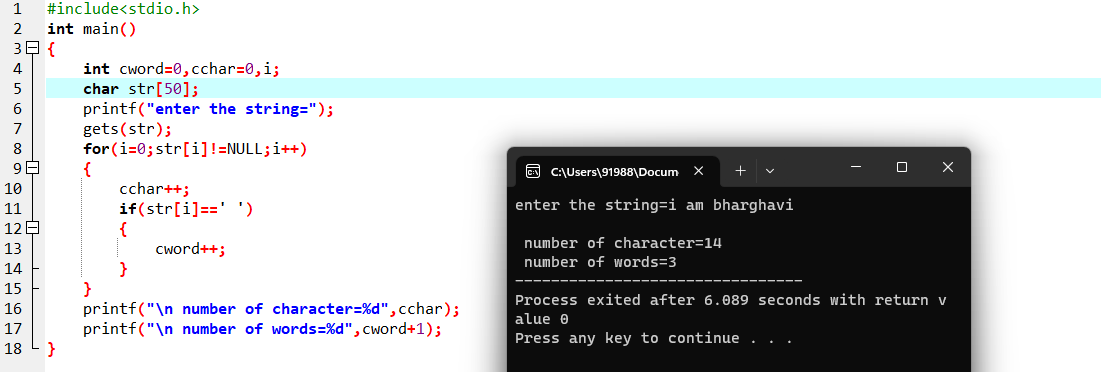 1 #include<stdio.h>
2 int main()
3 {
4 int cword=0,cchar=0,i;
5 char str[50];
6 printf("enter the string=");
7 gets(str);
8 for(i=0;str[i]!=NULL;i++)
9 {
10 cchar++;
11 if(str[i]==' ')
12 {
13 cword++;
14 }
15 }
16 printf("\n number of character=%d",cchar);
17 printf("\n number of words=%d",cword+1);
18 }
C:\Users\91988\Docum
enter the string=i am bharghavi
number of character=14
number of words=3
--------------------------------
Process exited after 6.089 seconds with return v
alue 0
Press any key to continue . . .